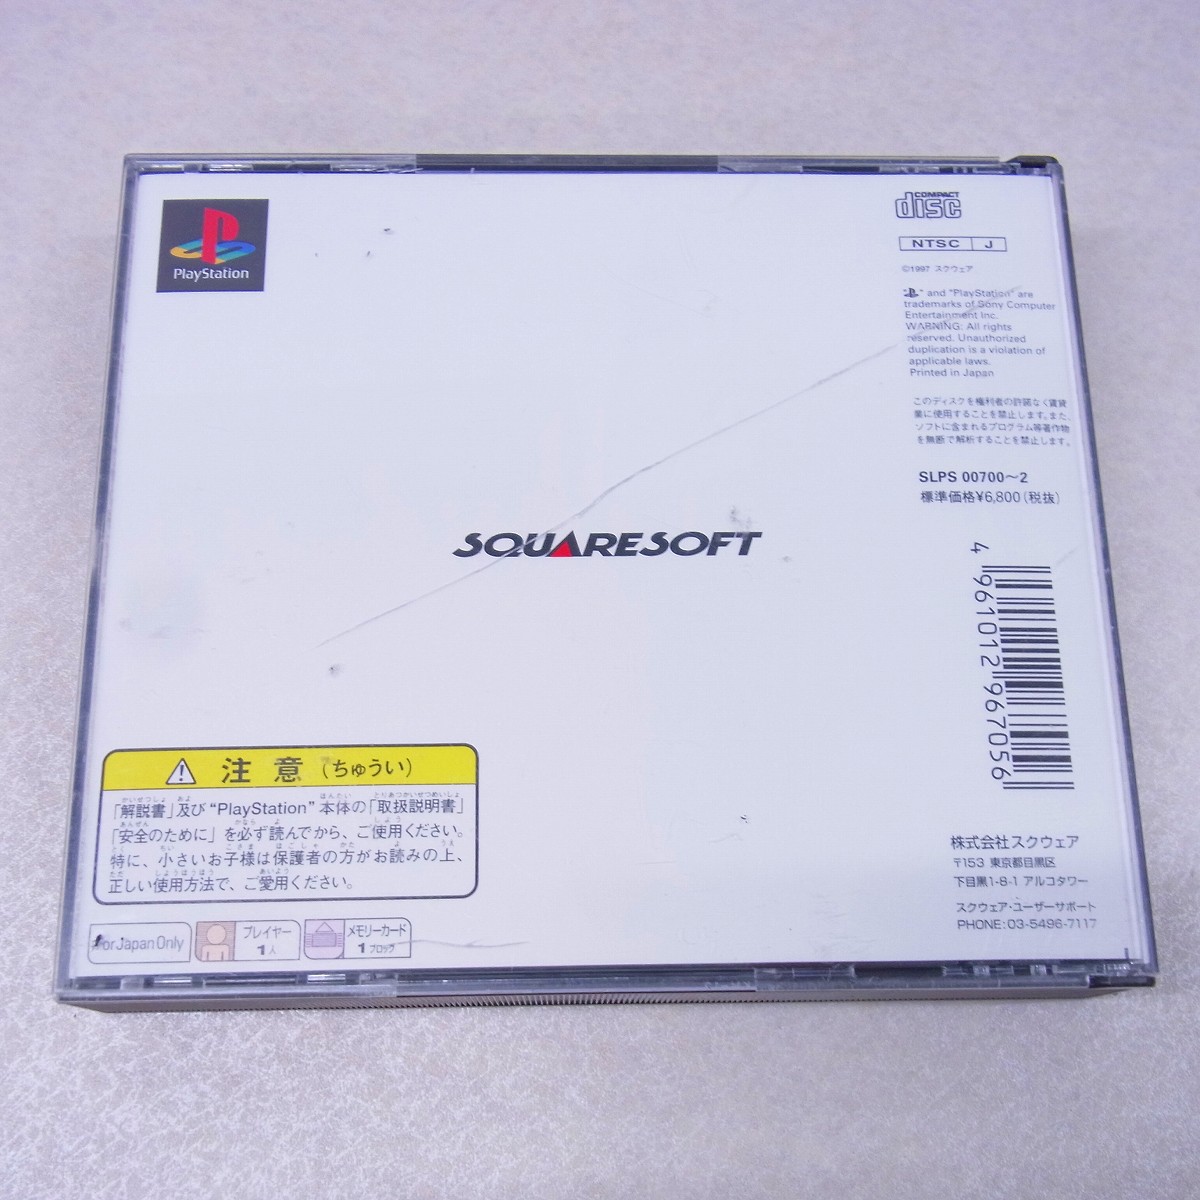 PlayStation
COMPACT
disc
NTSC J
©1997 スクウェア
"PS" and "PlayStation" are
trademarks of Sony Computer
Entertainment Inc.
WARNING: All rights
reserved. Unauthorized
duplication is a violation of
applicable laws.
Printed in Japan
このディスクを権利者の許諾なく賃貸
業に使用することを禁止します。また、
ソフトに含まれるプログラム等著作物
を無断で解析することを禁止します。
SLPS 00700〜2
標準価格¥6,800(税抜)
SQUARESOFT
4 961012 967056
注意(ちゅうい)
「解説書」及び"PlayStation"本体の「取扱説明書」
「安全のために」を必ず読んでから、ご使用ください。
特に、小さいお子様は保護者の方がお読みの上、
正しい使用方法で、ご愛用ください。
For Japan Only
プレイヤー
1人
メモリーカード
1ブロック
株式会社スクウェア
〒153 東京都目黒区
下目黒1-8-1 アルコタワー
スクウェア・ユーザーサポート
PHONE: 03-5496-7117